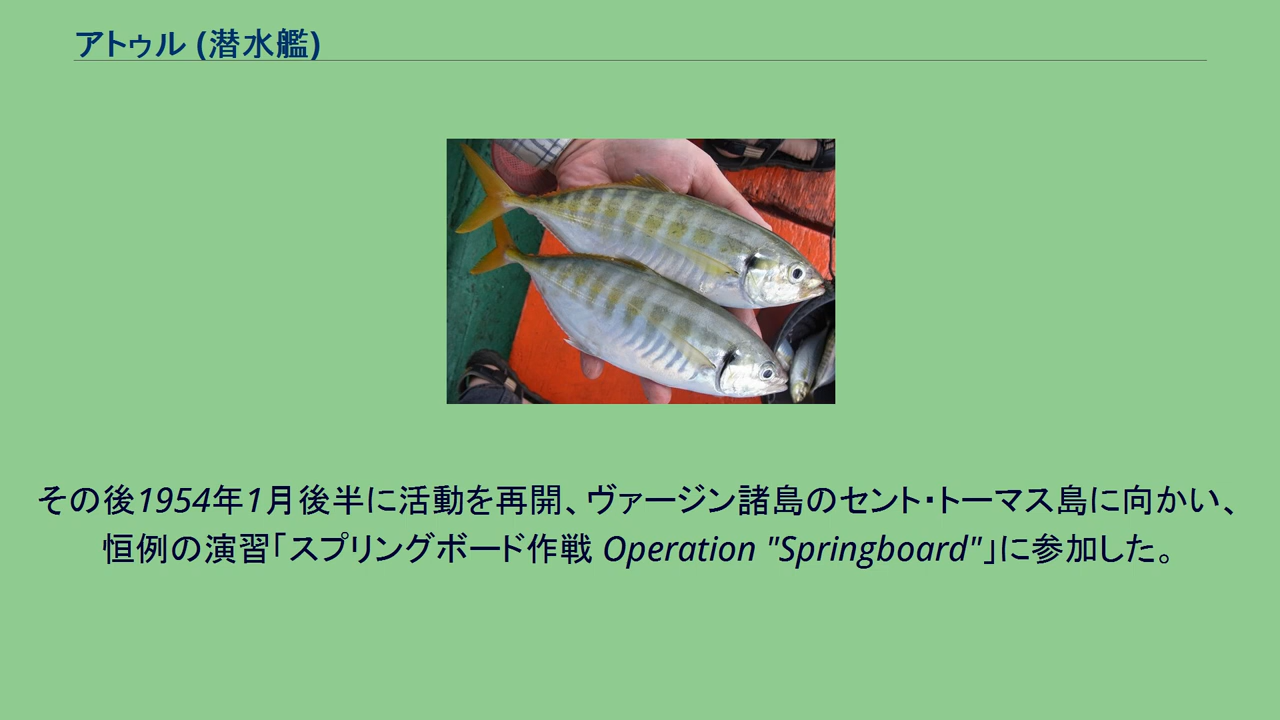 アトゥル (潜水艦)
その後1954年1月後半に活動を再開、ヴァージン諸島のセント・トーマス島に向かい、
恒例の演習「スプリングボード作戦 Operation "Springboard"」に参加した。